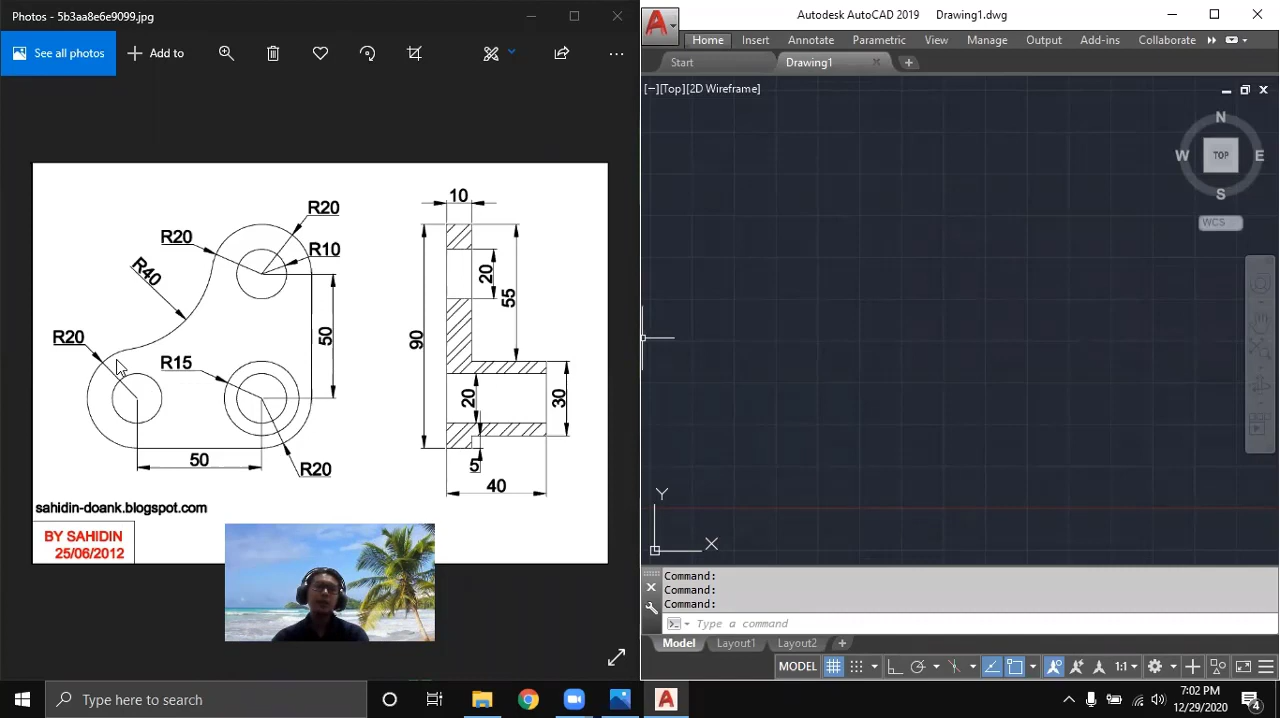 Photos - 5b3aa8e6e9099.jpg
See all photos
Add to
R20
R20
R10
R40
R20
R15
50
50
R20
10
20
55
90
20
30
5
40
sahidin-doank.blogspot.com
BY SAHIDIN
25/06/2012
Autodesk AutoCAD 2019 Drawing1.dwg
Home Insert Annotate Parametric View Manage Output Add-ins Collaborate
Start Drawing1
[−][Top][2D Wireframe]
N
W TOP E
S
WCS
Y
X
Command:
Command:
Command:
Type a command
Model Layout1 Layout2
MODEL 1:1
Type here to search
7:02 PM
12/29/2020
4